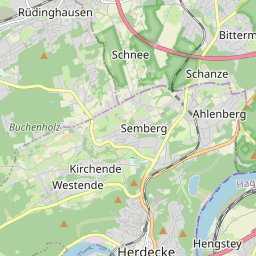 Rüdinghausen
Bitterm
Schnee
Schanze
Ahlenberg
Buchenholz
Semberg
Kirchende
Westende
Hag
Herdecke
Hengstey